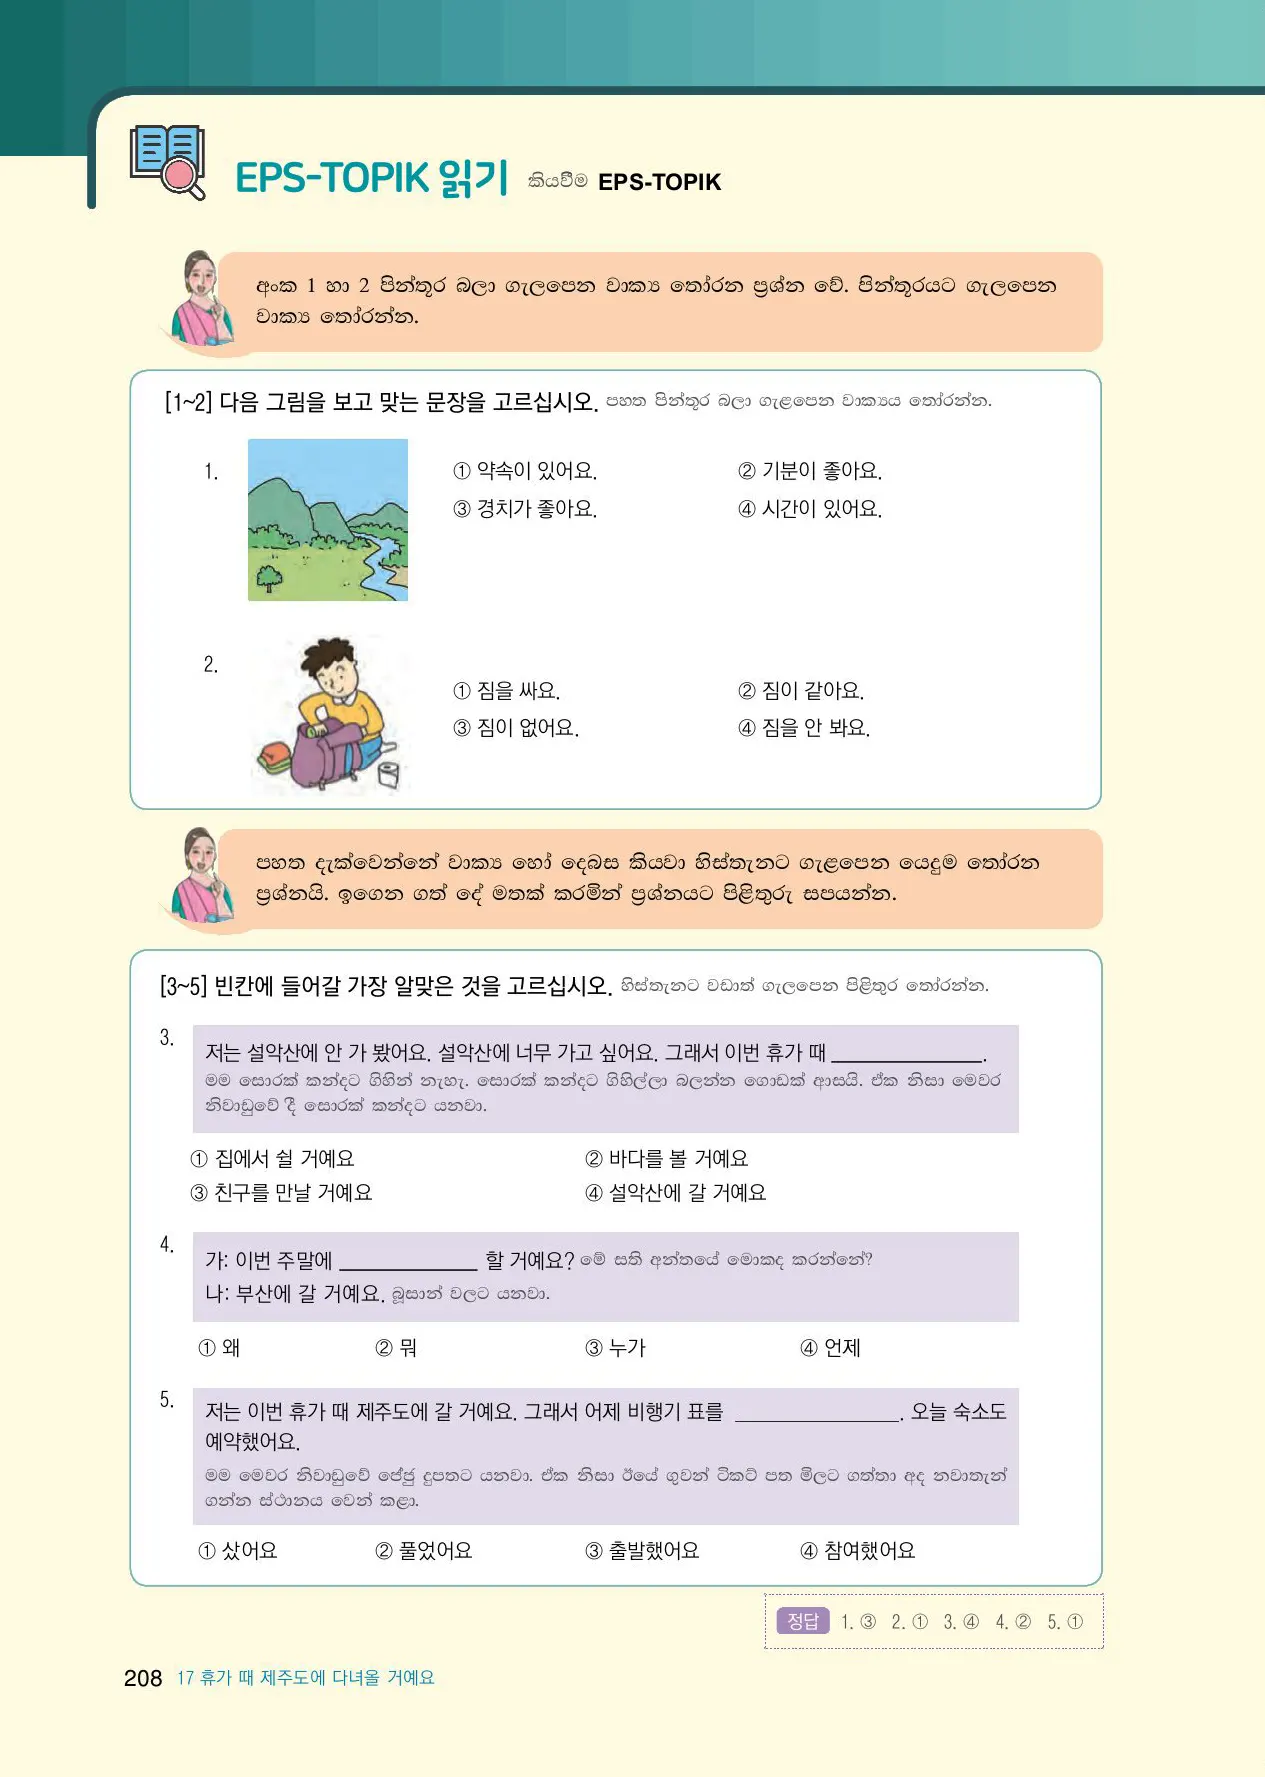 EPS-TOPIK 읽기 කියවීම EPS-TOPIK
අංක 1 හා 2 පින්තූර බලා ගැලපෙන වාක්‍ය තෝරන ප්‍රශ්න වේ. පින්තූරයට ගැලපෙන
වාක්‍ය තෝරන්න.
[1~2] 다음 그림을 보고 맞는 문장을 고르십시오. පහත පින්තූර බලා ගැළපෙන වාක්‍යය තෝරන්න.
1.
① 약속이 있어요. ② 기분이 좋아요.
③ 경치가 좋아요. ④ 시간이 있어요.
2.
① 짐을 싸요. ② 짐이 같아요.
③ 짐이 없어요. ④ 짐을 안 봐요.
පහත දැක්වෙන්නේ වාක්‍ය හෝ දෙබස කියවා හිස්තැනට ගැළපෙන යෙදුම තෝරන
ප්‍රශ්නයි. ඉගෙන ගත් දේ මතක් කරමින් ප්‍රශ්නයට පිළිතුරු සපයන්න.
[3~5] 빈칸에 들어갈 가장 알맞은 것을 고르십시오. හිස්තැනට වඩාත් ගැලපෙන පිළිතුර තෝරන්න.
3.
저는 설악산에 안 가 봤어요. 설악산에 너무 가고 싶어요. 그래서 이번 휴가 때 ______________.
මම සොරක් කන්දට ගිහින් නැහැ. සොරක් කන්දට ගිහිල්ලා බලන්න ගොඩක් ආසයි. ඒක නිසා මෙවර
නිවාඩුවේ දී සොරක් කන්දට යනවා.
① 집에서 쉴 거예요 ② 바다를 볼 거예요
③ 친구를 만날 거예요 ④ 설악산에 갈 거예요
4.
가: 이번 주말에 _____________ 할 거예요? මේ සති අන්තයේ මොකද කරන්නේ?
나: 부산에 갈 거예요. බූසාන් වලට යනවා.
① 왜 ② 뭐 ③ 누가 ④ 언제
5.
저는 이번 휴가 때 제주도에 갈 거예요. 그래서 어제 비행기 표를 _______________. 오늘 숙소도
예약했어요.
මම මෙවර නිවාඩුවේ ජේජු දූපතට යනවා. ඒක නිසා ඊයේ ගුවන් ටිකට් පත මිලට ගත්තා අද නවාතැන්
ගන්න ස්ථානය වෙන් කළා.
① 샀어요 ② 풀었어요 ③ 출발했어요 ④ 참여했어요
정답 1. ③ 2. ① 3. ④ 4. ② 5. ①
208 17 휴가 때 제주도에 다녀올 거예요